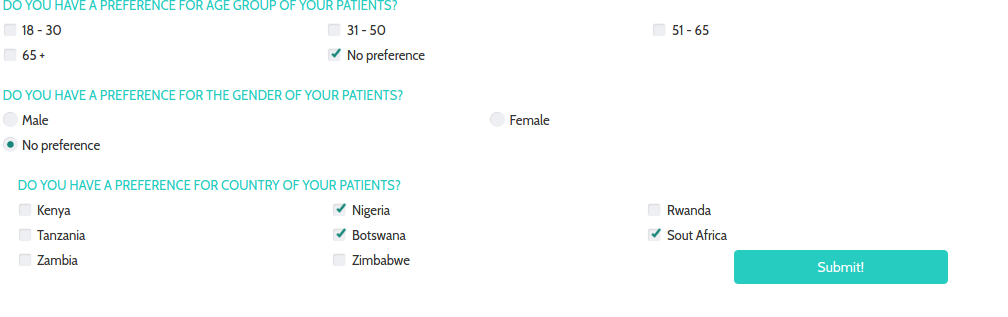 DO YOU HAVE A PREFERENCE FOR AGE GROUP OF YOUR PATIENTS?
18 - 30 31 - 50 51 - 65
65 + No preference
DO YOU HAVE A PREFERENCE FOR THE GENDER OF YOUR PATIENTS?
Male Female
No preference
DO YOU HAVE A PREFERENCE FOR COUNTRY OF YOUR PATIENTS?
Kenya Nigeria Rwanda
Tanzania Botswana Sout Africa
Zambia Zimbabwe
Submit!